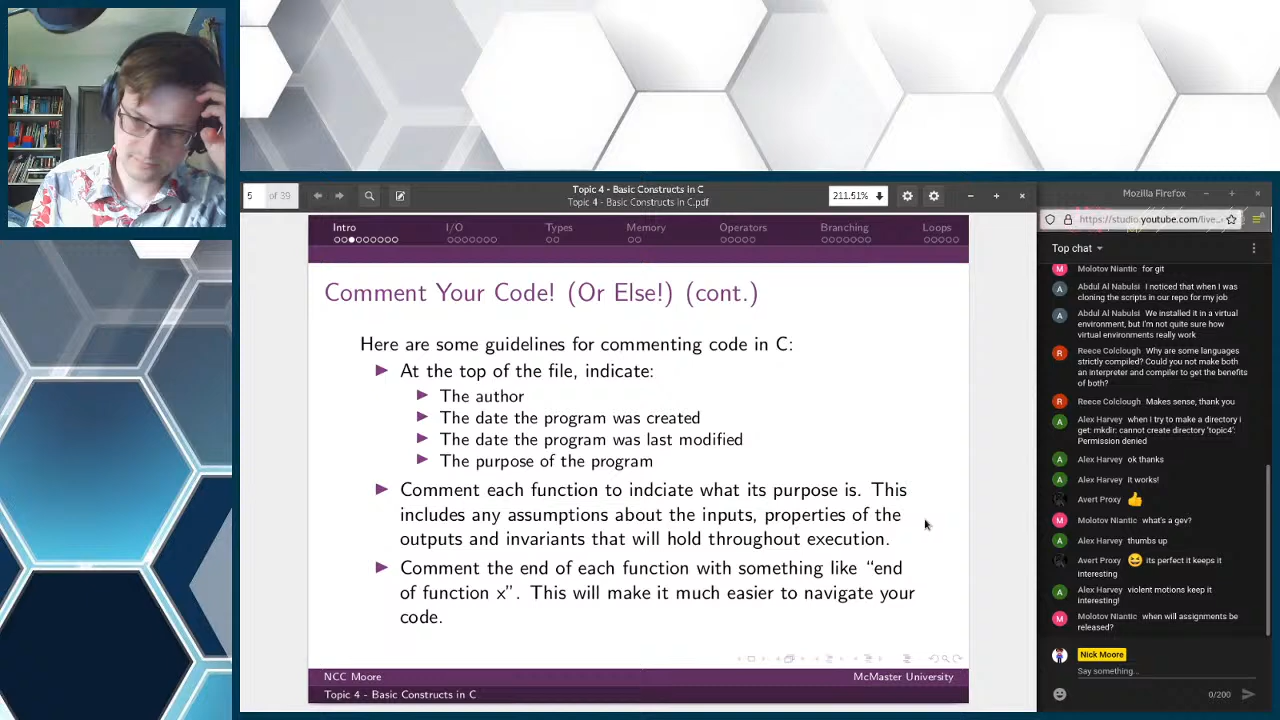 5 of 39
Topic 4 - Basic Constructs in C
Topic 4 - Basic Constructs in C.pdf
211.51%
Intro I/O Types Memory Operators Branching Loops
Comment Your Code! (Or Else!) (cont.)
Here are some guidelines for commenting code in C:
At the top of the file, indicate:
The author
The date the program was created
The date the program was last modified
The purpose of the program
Comment each function to indciate what its purpose is. This
includes any assumptions about the inputs, properties of the
outputs and invariants that will hold throughout execution.
Comment the end of each function with something like “end
of function x”. This will make it much easier to navigate your
code.
NCC Moore McMaster University
Topic 4 - Basic Constructs in C
Mozilla Firefox
https://studio.youtube.com/live_
Top chat
M Molotov Niantic for git
A Abdul Al Nabulsi I noticed that when I was
cloning the scripts in our repo for my job
A Abdul Al Nabulsi We installed it in a virtual
environment, but I'm not quite sure how
virtual environments really work
R Reece Colclough Why are some languages
strictly compiled? Could you not make both
an interpreter and compiler to get the benefits
of both?
R Reece Colclough Makes sense, thank you
A Alex Harvey when I try to make a directory i
get: mkdir: cannot create directory 'topic4':
Permission denied
A Alex Harvey ok thanks
A Alex Harvey it works!
Avert Proxy 👍
M Molotov Niantic what's a gev?
A Alex Harvey thumbs up
Avert Proxy 😆 its perfect it keeps it
interesting
A Alex Harvey violent motions keep it
interesting!
M Molotov Niantic when will assignments be
released?
Nick Moore
Say something...
0/200